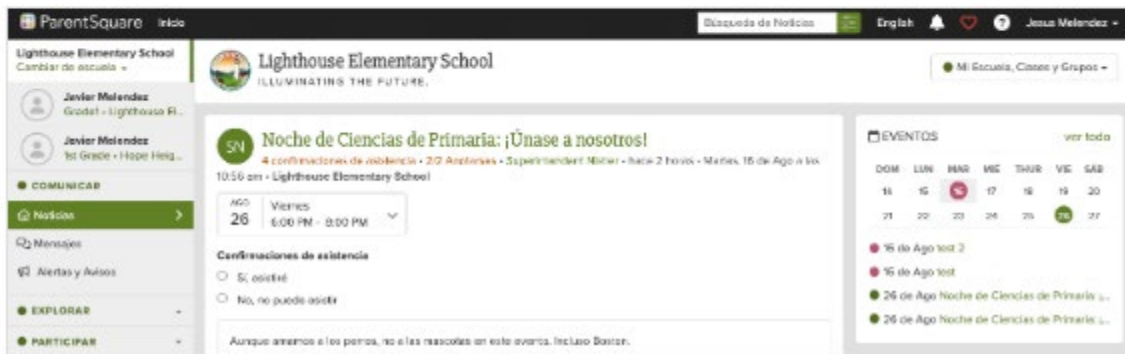 ParentSquare Inicio
Búsqueda de Noticias
English
Jesus Melendez
Lighthouse Elementary School
Cambiar de escuela
Javier Melendez
Grade1 • Lighthouse El...
Javier Melendez
1st Grade • Hope Heig...
COMUNICAR
Noticias
Mensajes
Alertas y Avisos
EXPLORAR
PARTICIPAR
Lighthouse Elementary School
ILLUMINATING THE FUTURE.
Mi Escuela, Clases y Grupos
SN
Noche de Ciencias de Primaria: ¡Únase a nosotros!
4 confirmaciones de asistencia • 2/2 • Superintendent • hace 2 horas • Martes, 16 de Ago a las
10:56 am • Lighthouse Elementary School
AGO
26
Viernes
6:00 PM - 8:00 PM
Confirmaciones de asistencia
Sí, asistiré
No, no puedo asistir
Aunque amamos a los perros, no a las mascotas en este evento. Incluso Boston.
EVENTOS
ver todo
DOM LUN MAR MIÉ THUR VIE SÁB
14 15 16 17 18 19 20
21 22 23 24 25 26 27
16 de Ago test 2
16 de Ago test
26 de Ago Noche de Ciencias de Primaria: ¡...
26 de Ago Noche de Ciencias de Primaria: ¡...